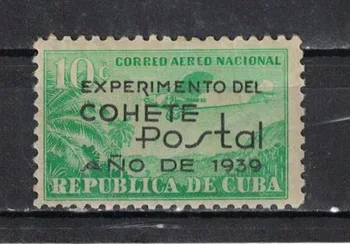 CORREO AEREO NACIONAL
10c
EXPERIMENTO DEL
COHETE
Postal
AÑO DE 1939
REPUBLICA DE CUBA